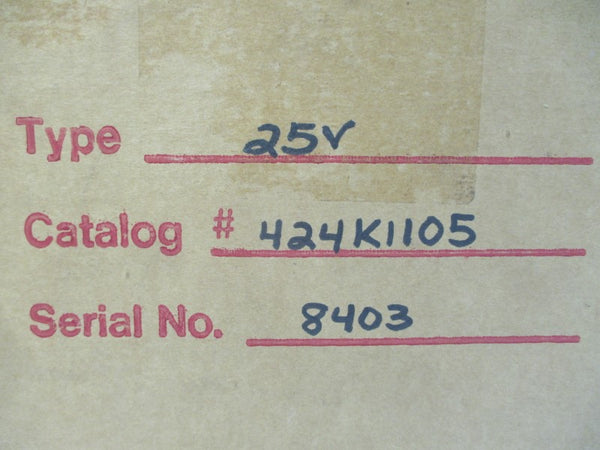 Type 25V
Catalog # 424K1105
Serial No. 8403